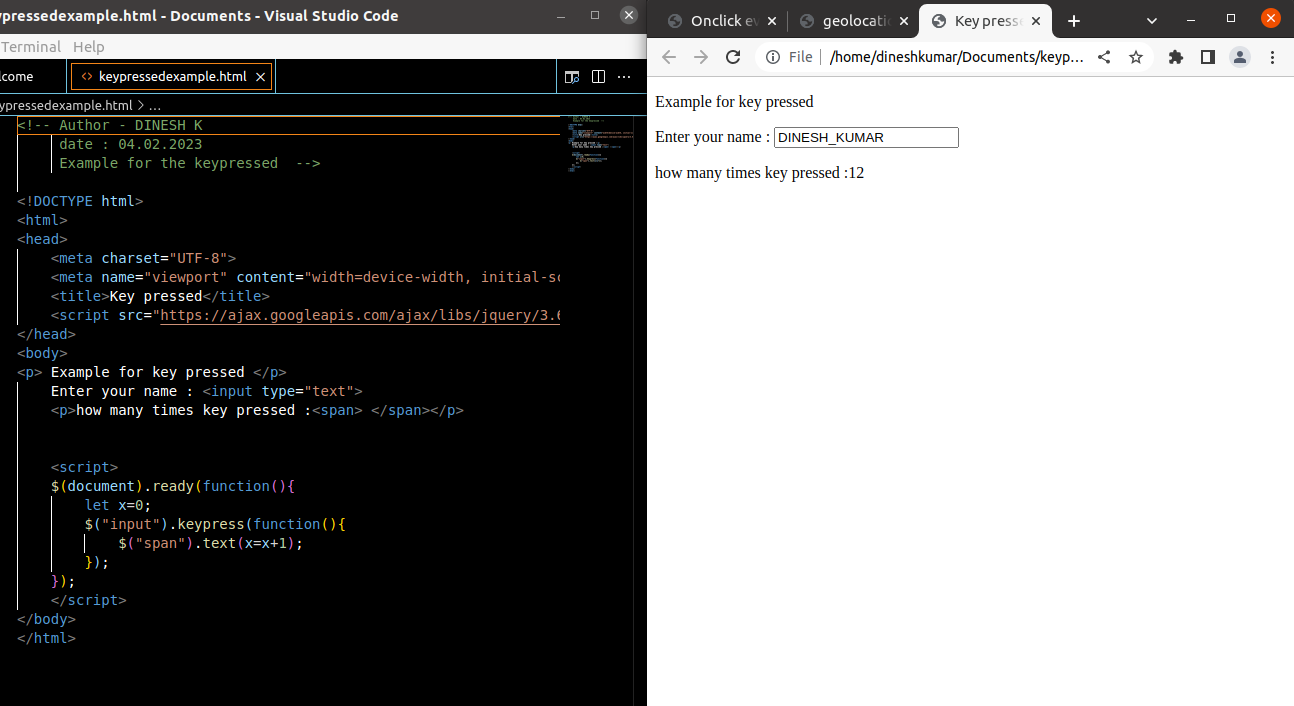 ypressedexample.html - Documents - Visual Studio Code
Terminal Help
lcome keypressedexample.html
ypressedexample.html > ...
<!-- Author - DINESH K
date : 04.02.2023
Example for the keypressed -->
<!DOCTYPE html>
<html>
<head>
<meta charset="UTF-8">
<meta name="viewport" content="width=device-width, initial-sc
<title>Key pressed</title>
<script src="https://ajax.googleapis.com/ajax/libs/jquery/3.6
</head>
<body>
<p> Example for key pressed </p>
Enter your name : <input type="text">
<p>how many times key pressed :<span> </span></p>
<script>
$(document).ready(function(){
let x=0;
$("input").keypress(function(){
$("span").text(x=x+1);
});
});
</script>
</body>
</html>
Onclick ev geolocati Key presse
File /home/dineshkumar/Documents/keyp...
Example for key pressed
Enter your name : DINESH_KUMAR
how many times key pressed :12